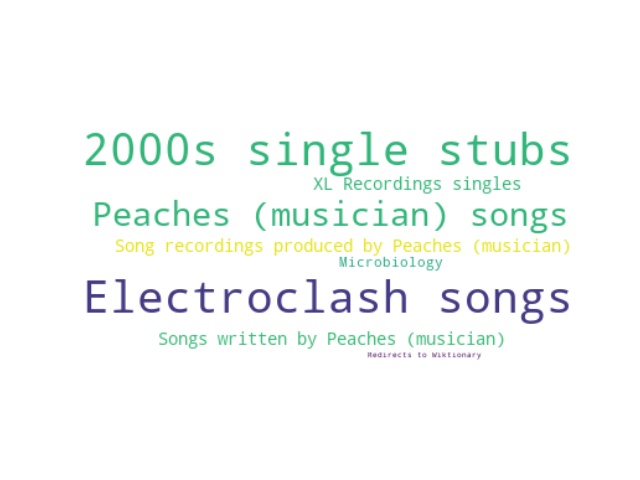 2000s single stubs
XL Recordings singles
Peaches (musician) songs
Song recordings produced by Peaches (musician)
Microbiology
Electroclash songs
Songs written by Peaches (musician)
Redirects to Wiktionary